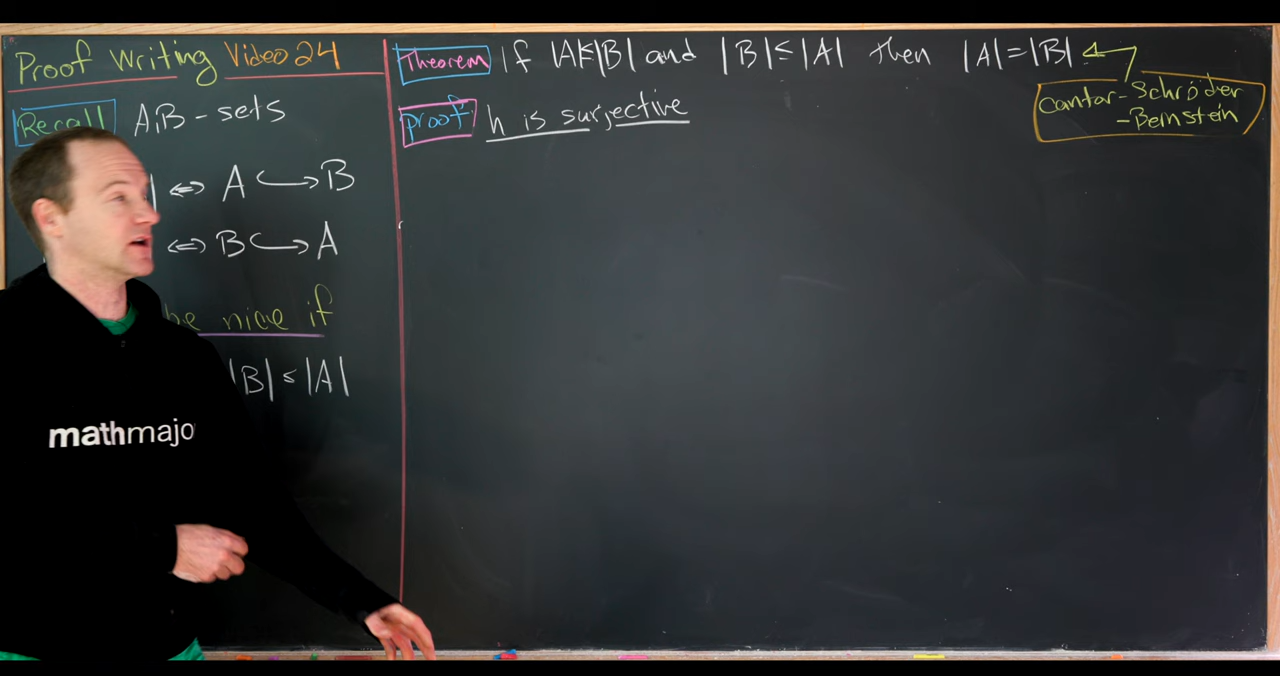 Proof Writing Video 24
Recall A,B - sets
| ⇔ A ↪ B
⇔ B ↪ A
be nice if
|B| ≤ |A|
mathmajo
Theorem If |A|≤|B| and |B| ≤ |A| then |A| = |B|
Cantor-Schröder
-Bernstein
Proof: h is surjective